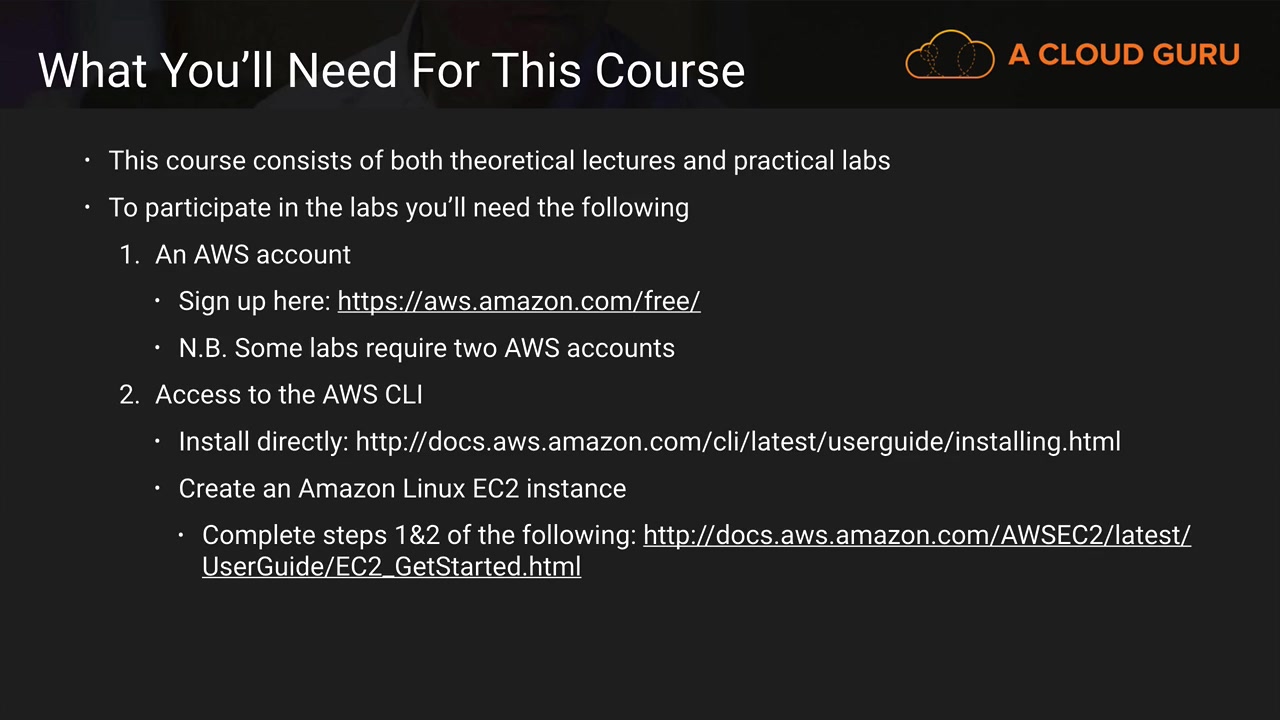 What You’ll Need For This Course
A CLOUD GURU
• This course consists of both theoretical lectures and practical labs
• To participate in the labs you’ll need the following
1. An AWS account
• Sign up here: https://aws.amazon.com/free/
• N.B. Some labs require two AWS accounts
2. Access to the AWS CLI
• Install directly: http://docs.aws.amazon.com/cli/latest/userguide/installing.html
• Create an Amazon Linux EC2 instance
• Complete steps 1&2 of the following: http://docs.aws.amazon.com/AWSEC2/latest/
UserGuide/EC2_GetStarted.html